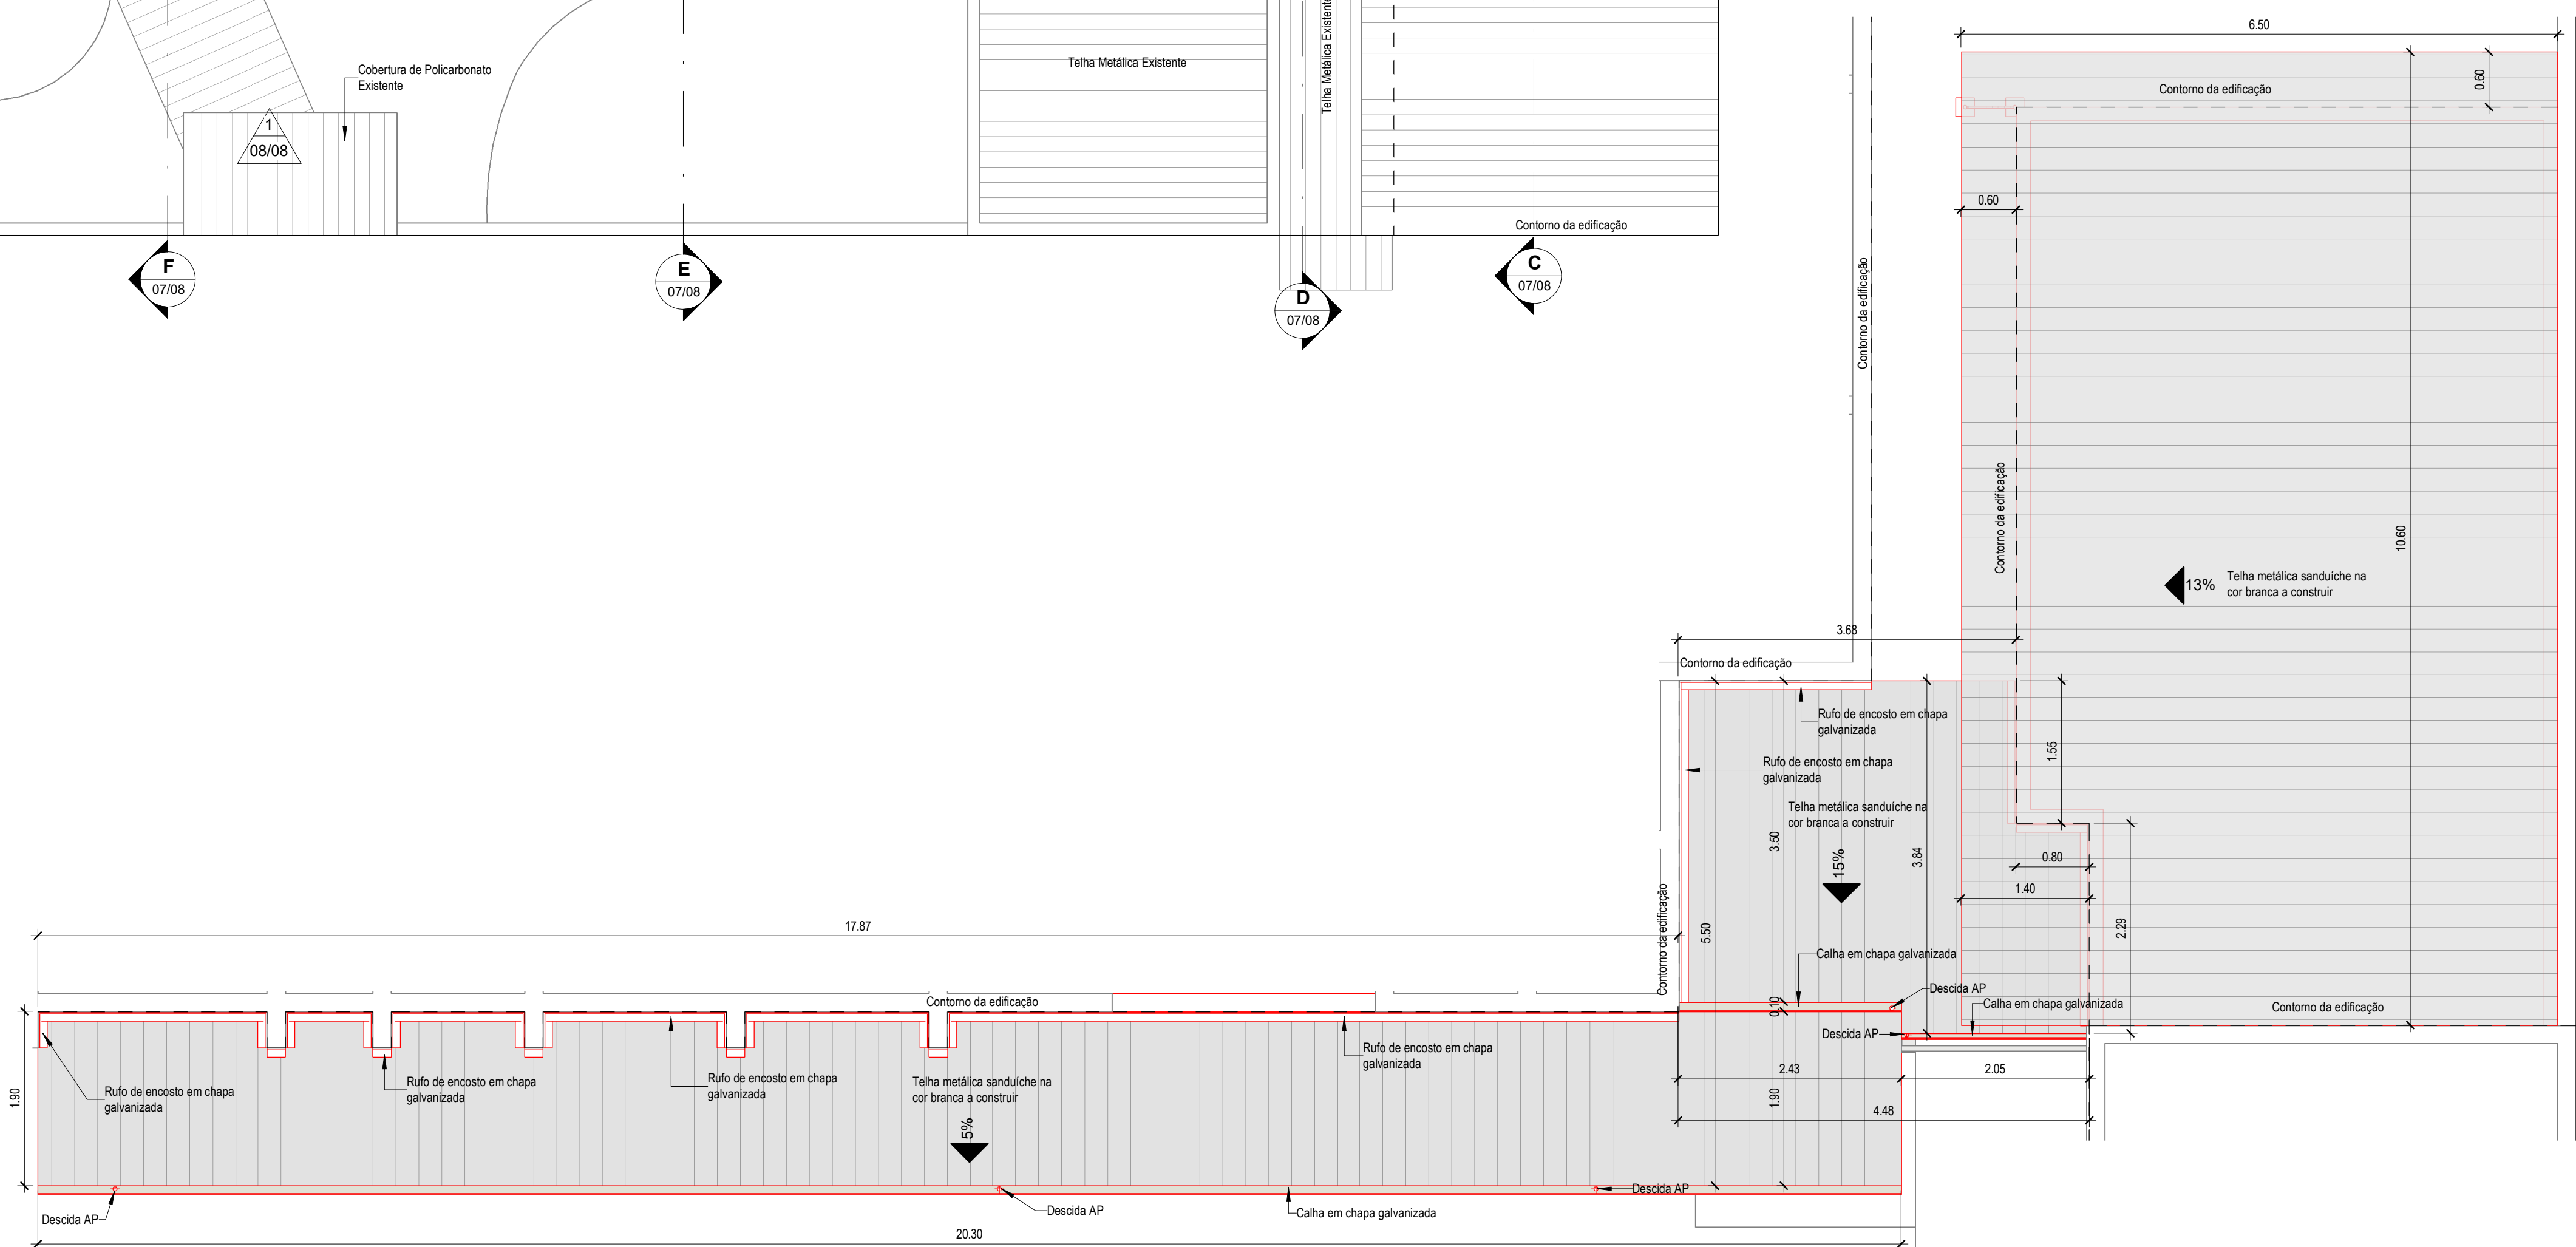 6.50
Cobertura de Policarbonato
Existente
Telha Metálica Existente
Telha Metálica Existente
0.60
Contorno da edificação
1
08/08
0.60
Contorno da edificação
F
07/08
E
07/08
D
07/08
C
07/08
Contorno da edificação
Contorno da edificação
10.60
13%
Telha metálica sanduíche na
cor branca a construir
3.68
Contorno da edificação
Rufo de encosto em chapa
galvanizada
1.55
Rufo de encosto em chapa
galvanizada
Telha metálica sanduíche na
cor branca a construir
3.50
3.84
15%
0.80
1.40
2.29
5.50
17.87
Contorno da edificação
Calha em chapa galvanizada
Descida AP
Calha em chapa galvanizada
0.10
Contorno da edificação
Contorno da edificação
Descida AP
Rufo de encosto em chapa
galvanizada
2.43
2.05
1.90
4.48
1.90
Rufo de encosto em chapa
galvanizada
Rufo de encosto em chapa
galvanizada
Rufo de encosto em chapa
galvanizada
Telha metálica sanduíche na
cor branca a construir
5%
Descida AP
Descida AP
Descida AP
Calha em chapa galvanizada
20.30